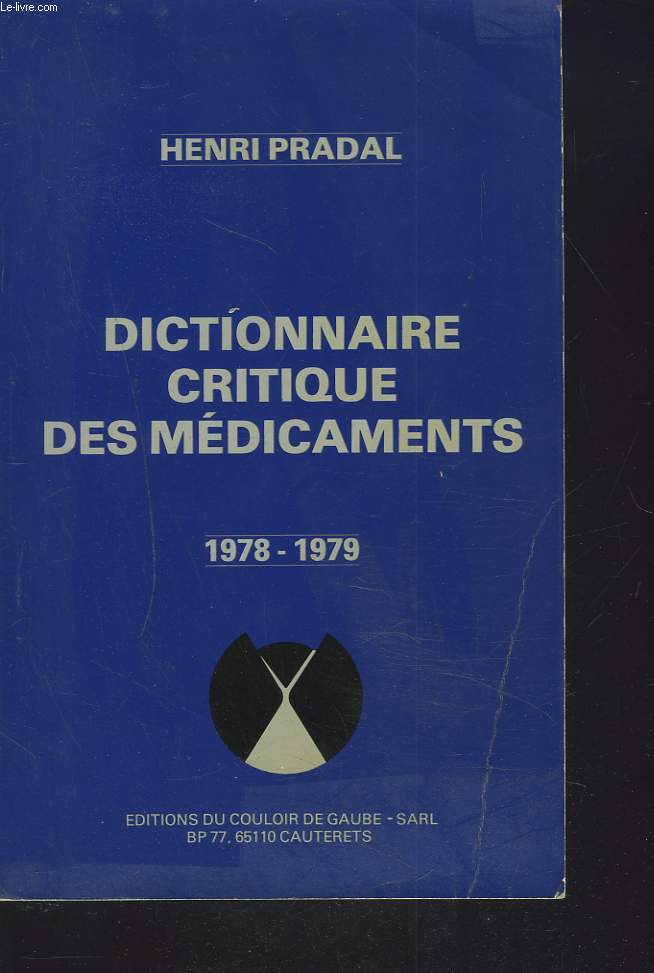 Le-livre.com
HENRI PRADAL
DICTIONNAIRE
CRITIQUE
DES MÉDICAMENTS
1978 - 1979
EDITIONS DU COULOIR DE GAUBE - SARL
BP 77, 65110 CAUTERETS